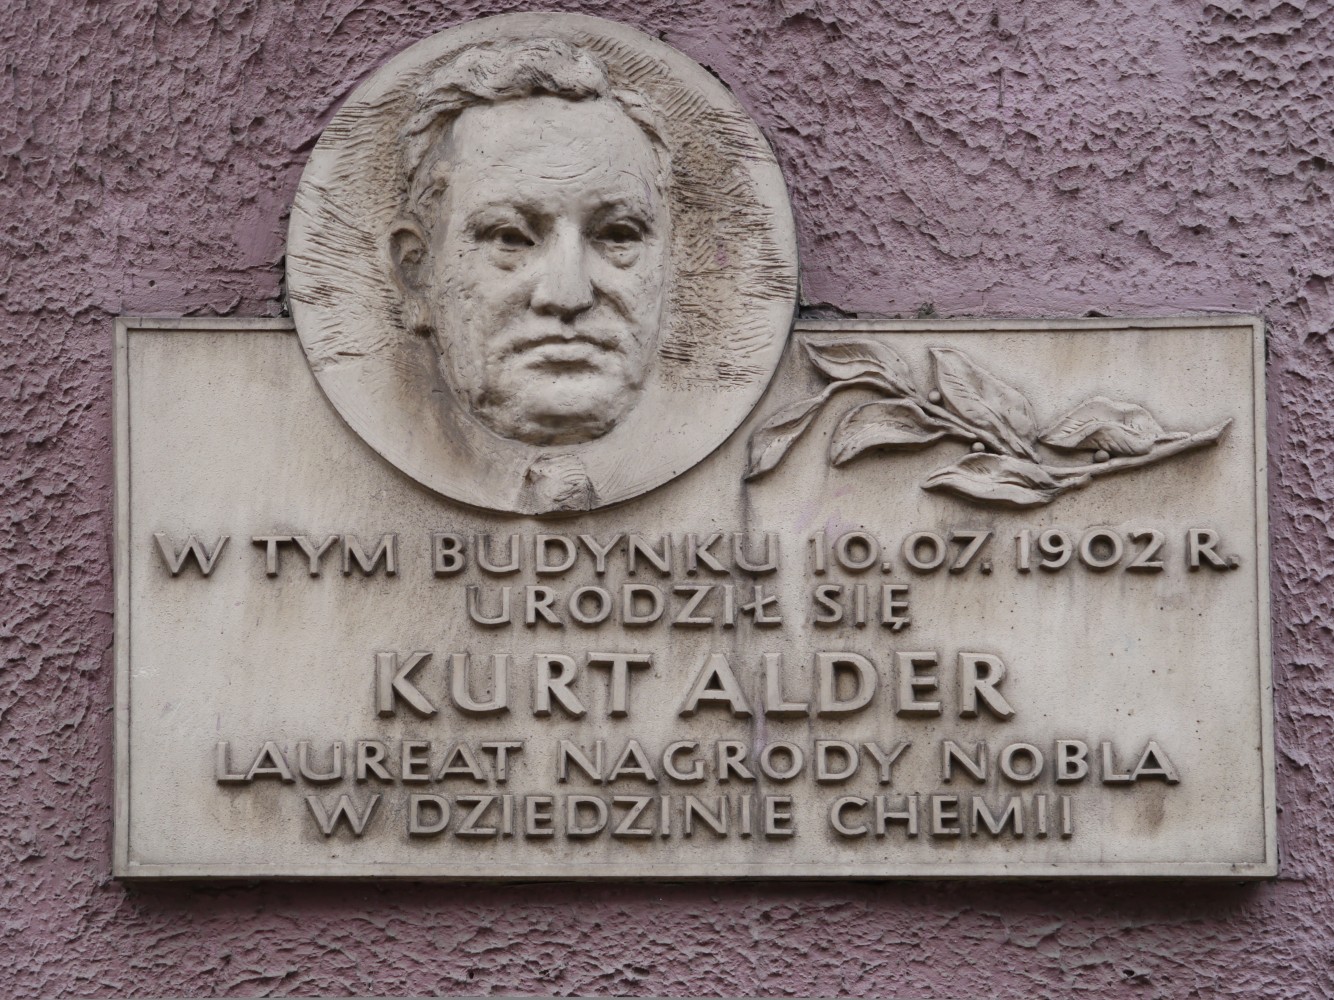 W TYM BUDYNKU 10.07.1902 R.
URODZIŁ SIĘ
KURT ALDER
LAUREAT NAGRODY NOBLA
W DZIEDZINIE CHEMII